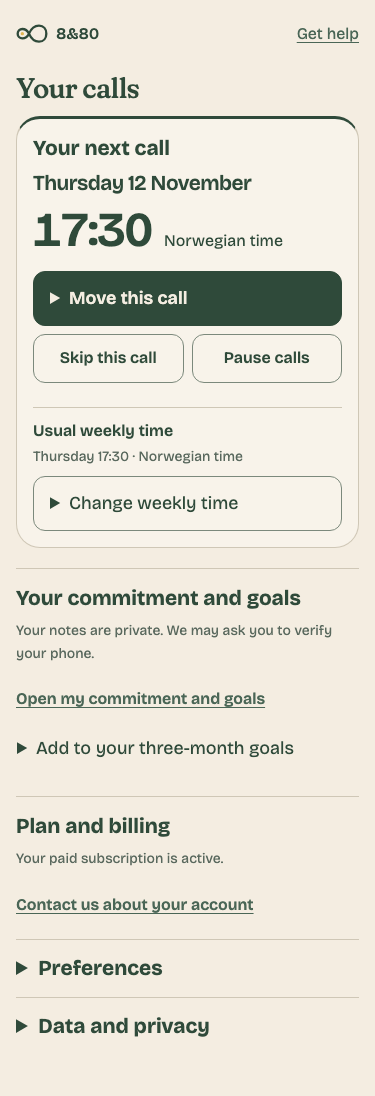 8&80
Get help
Your calls
Your next call
Thursday 12 November
17:30 Norwegian time
Move this call
Skip this call
Pause calls
Usual weekly time
Thursday 17:30 · Norwegian time
Change weekly time
Your commitment and goals
Your notes are private. We may ask you to verify
your phone.
Open my commitment and goals
Add to your three-month goals
Plan and billing
Your paid subscription is active.
Contact us about your account
Preferences
Data and privacy